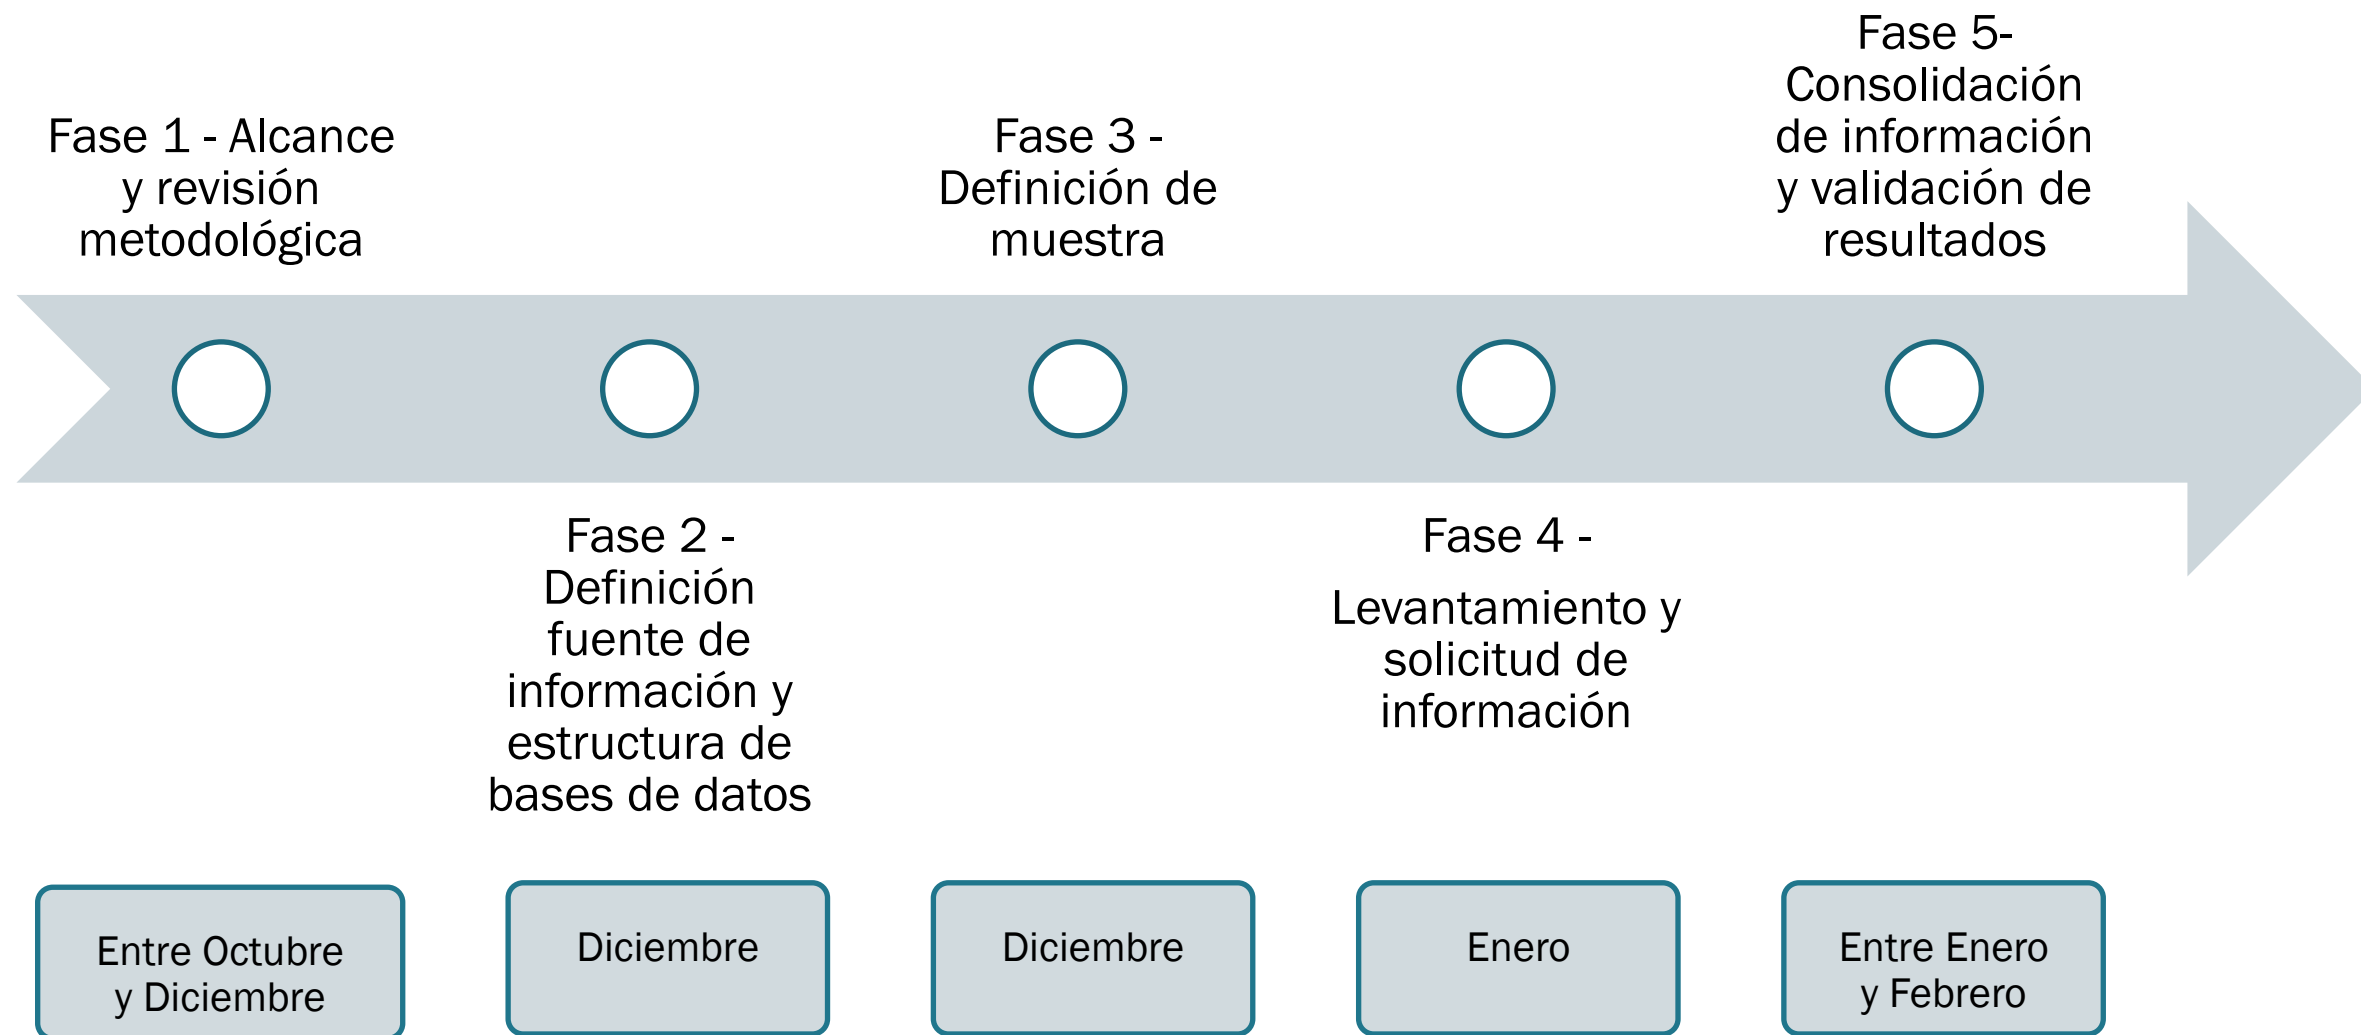 Fase 1 - Alcance
y revisión
metodológica
Fase 2 -
Definición
fuente de
información y
estructura de
bases de datos
Fase 3 -
Definición de
muestra
Fase 4 -
Levantamiento y
solicitud de
información
Fase 5-
Consolidación
de información
y validación de
resultados
Entre Octubre
y Diciembre
Diciembre
Diciembre
Enero
Entre Enero
y Febrero